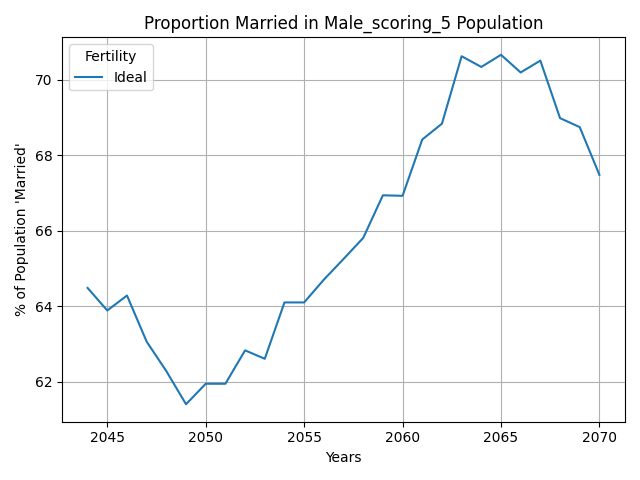 Proportion Married in Male_scoring_5 Population
Fertility
Ideal
% of Population 'Married'
70
68
66
64
62
2045 2050 2055 2060 2065 2070
Years